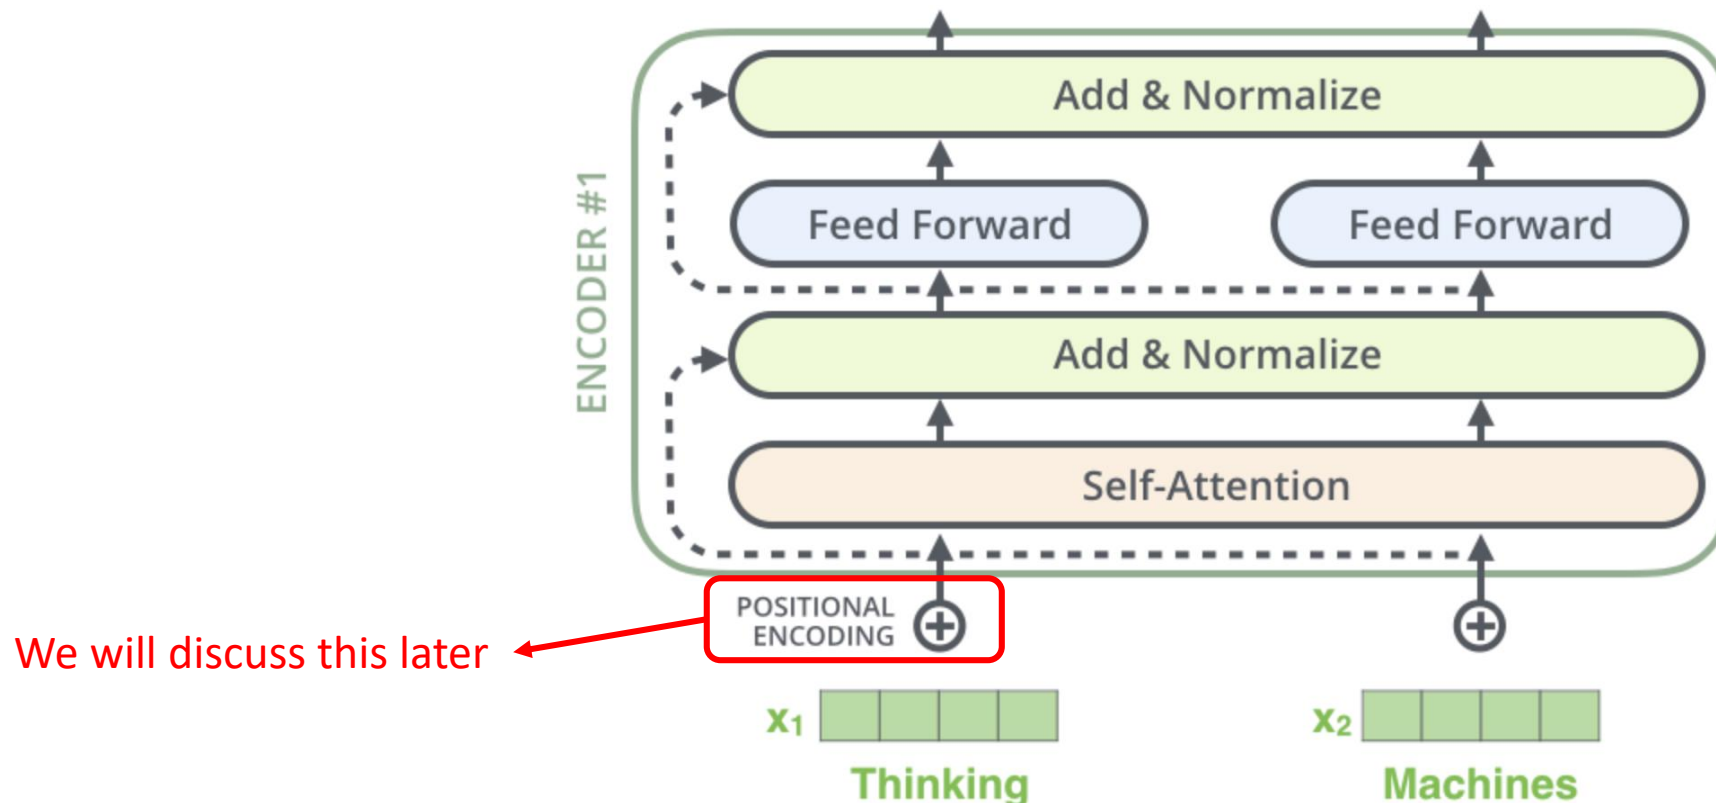 Add & Normalize
Feed Forward
Feed Forward
ENCODER #1
Add & Normalize
Self-Attention
POSITIONAL
ENCODING
We will discuss this later
x1
x2
Thinking
Machines